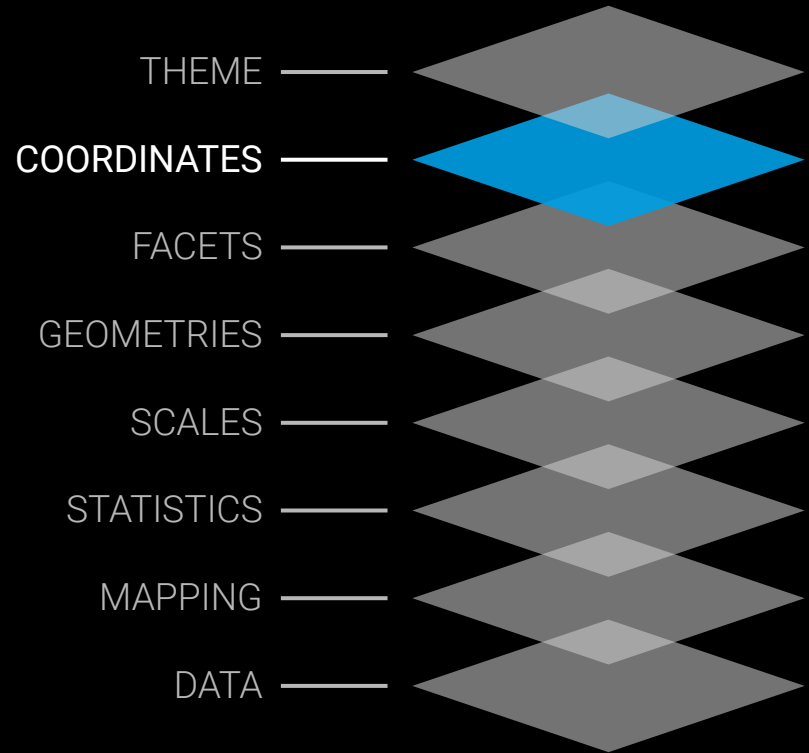 THEME
COORDINATES
FACETS
GEOMETRIES
SCALES
STATISTICS
MAPPING
DATA